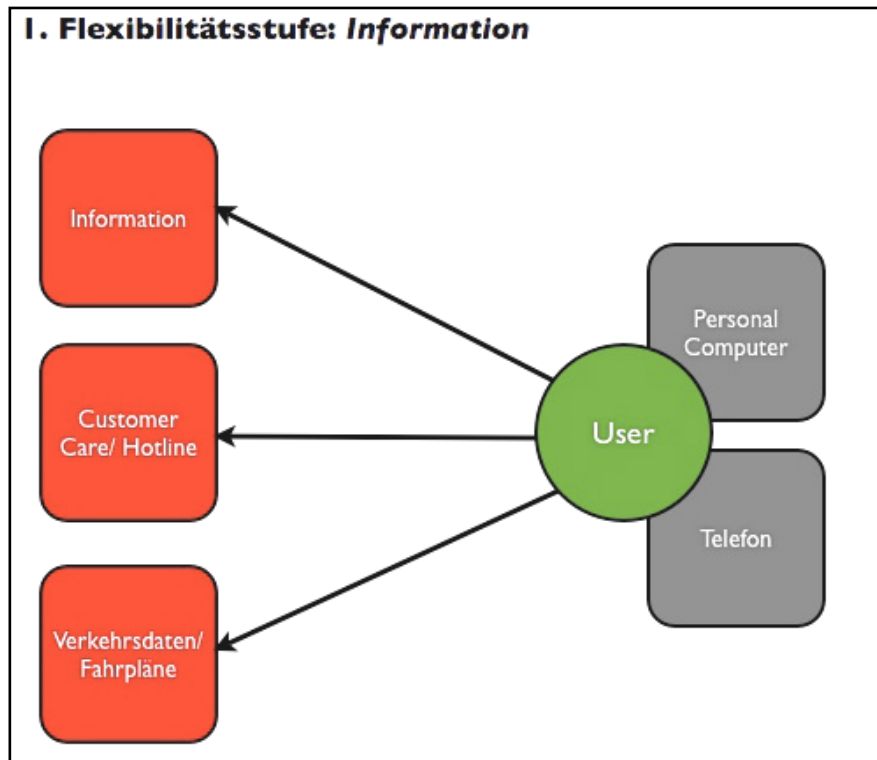 1. Flexibilitätsstufe: Information
Information
Personal
Computer
Customer
Care/ Hotline
User
Telefon
Verkehrsdaten/
Fahrpläne